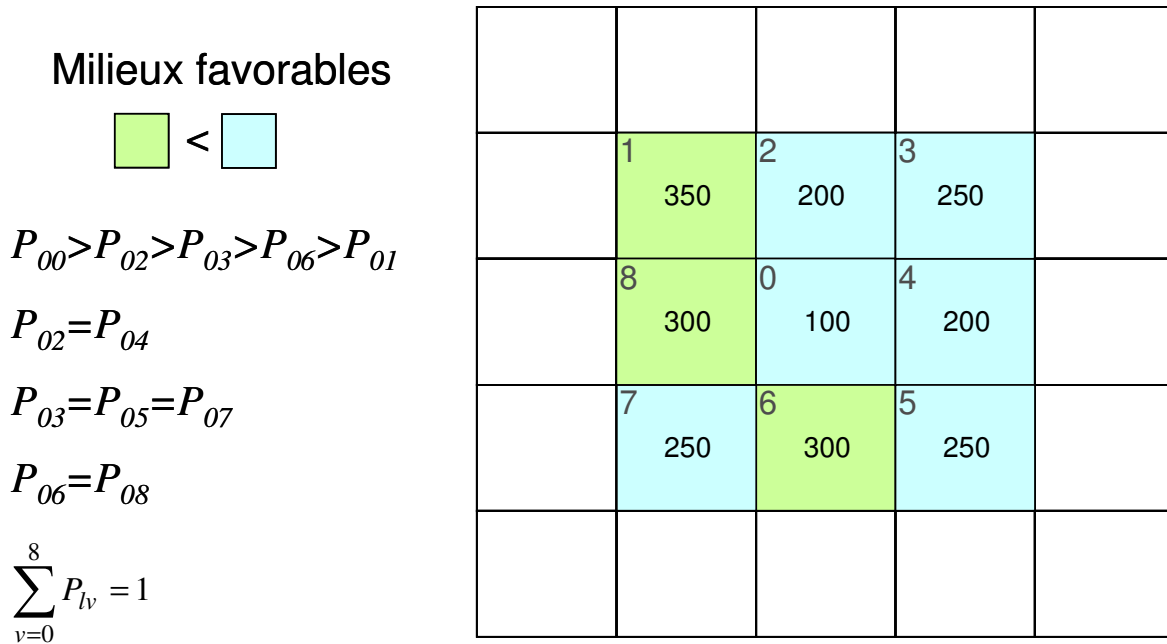 Milieux favorables
<
P00>P02>P03>P06>P01
P02=P04
P03=P05=P07
P06=P08
8
∑ Plv = 1
v=0
1 2 3
350 200 250
8 0 4
300 100 200
7 6 5
250 300 250